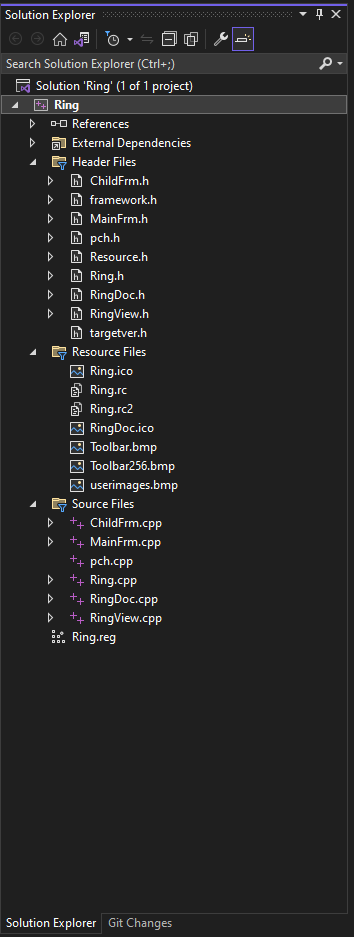 Solution Explorer
Search Solution Explorer (Ctrl+;)
Solution 'Ring' (1 of 1 project)
Ring
References
External Dependencies
Header Files
ChildFrm.h
framework.h
MainFrm.h
pch.h
Resource.h
Ring.h
RingDoc.h
RingView.h
targetver.h
Resource Files
Ring.ico
Ring.rc
Ring.rc2
RingDoc.ico
Toolbar.bmp
Toolbar256.bmp
userimages.bmp
Source Files
ChildFrm.cpp
MainFrm.cpp
pch.cpp
Ring.cpp
RingDoc.cpp
RingView.cpp
Ring.reg
Solution Explorer Git Changes